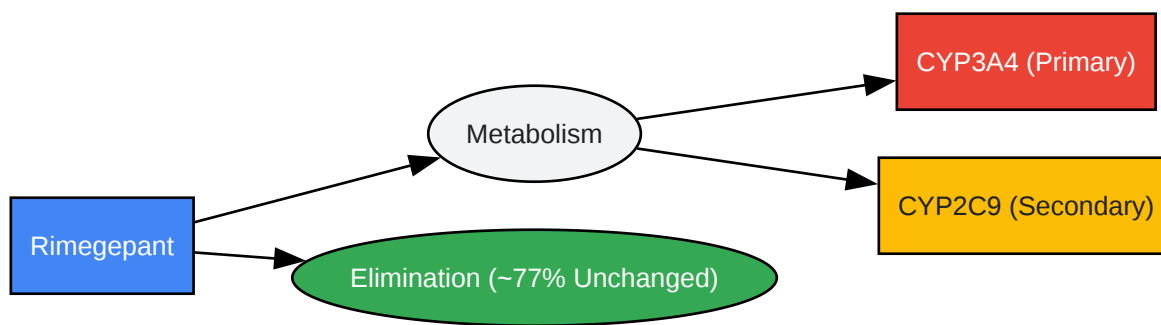 CYP3A4 (Primary)
Metabolism
CYP2C9 (Secondary)
Rimegepant
Elimination (~77% Unchanged)